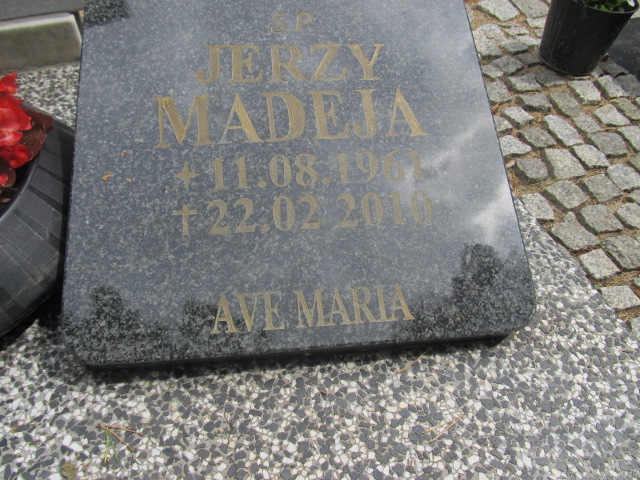 ŚP
JERZY
MADEJA
+ 11.08.1961
† 22.02 2010
AVE MARIA